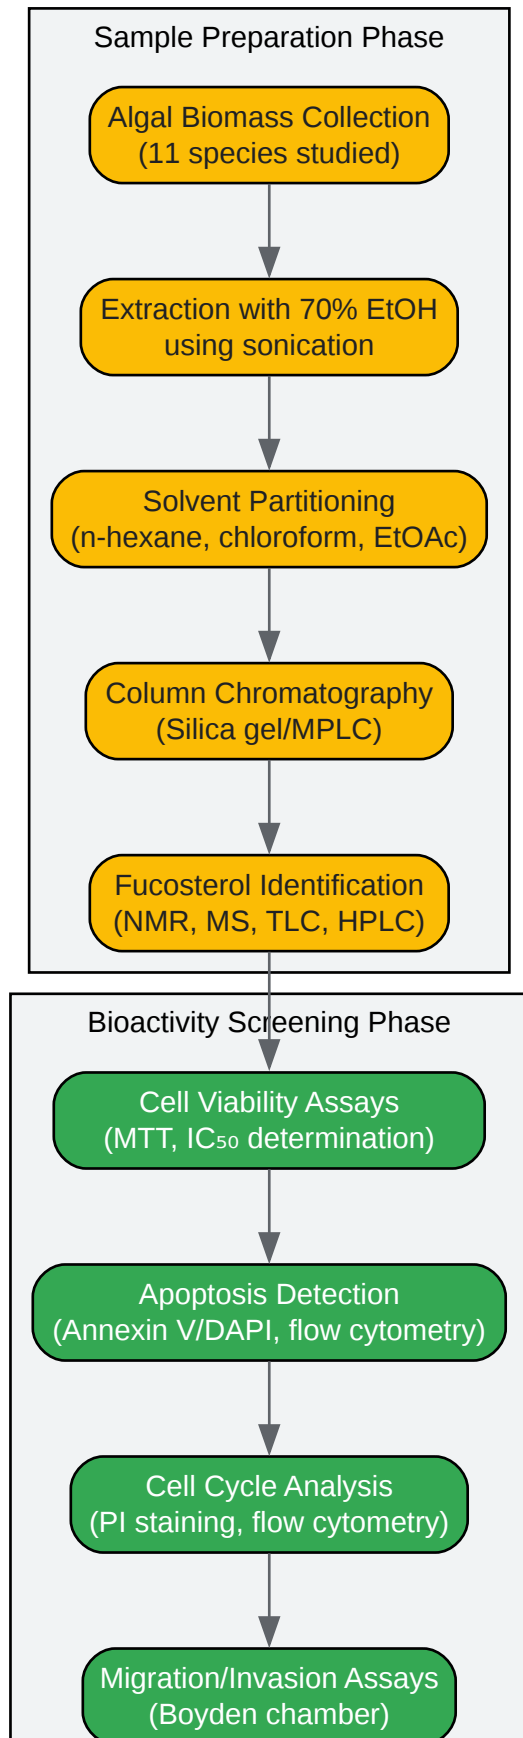 Sample Preparation Phase
Algal Biomass Collection
(11 species studied)
Extraction with 70% EtOH
using sonication
Solvent Partitioning
(n-hexane, chloroform, EtOAc)
Column Chromatography
(Silica gel/MPLC)
Fucosterol Identification
(NMR, MS, TLC, HPLC)
Bioactivity Screening Phase
Cell Viability Assays
(MTT, IC₅₀ determination)
Apoptosis Detection
(Annexin V/DAPI, flow cytometry)
Cell Cycle Analysis
(PI staining, flow cytometry)
Migration/Invasion Assays
(Boyden chamber)